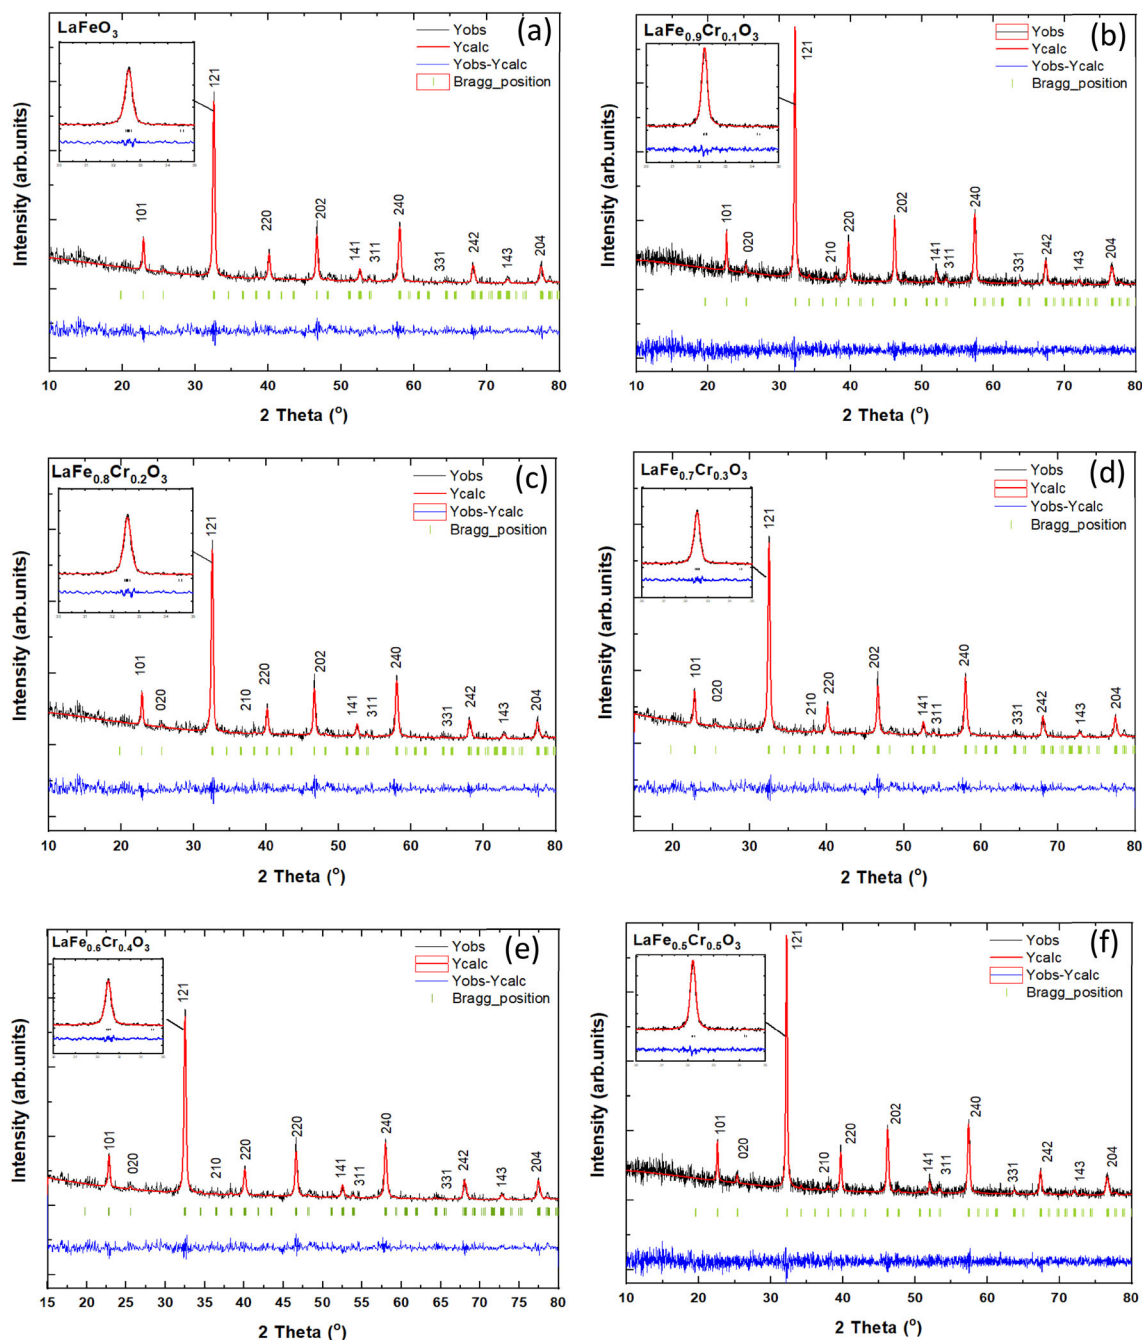 LaFeO3
(a)
Yobs
Ycalc
Yobs-Ycalc
Bragg_position
121
101
220
202
141
311
240
331
242
143
204
Intensity (arb.units)
10 20 30 40 50 60 70 80
2 Theta (o)
LaFe0.9Cr0.1O3
(b)
Yobs
Ycalc
Yobs-Ycalc
Bragg_position
121
101
020
210
220
202
141
311
240
331
242
143
204
Intensity (arb.units)
10 20 30 40 50 60 70 80
2 Theta (o)
LaFe0.8Cr0.2O3
(c)
Yobs
Ycalc
Yobs-Ycalc
Bragg_position
121
101
020
210
220
202
141
311
240
331
242
143
204
Intensity (arb.units)
10 20 30 40 50 60 70 80
2 Theta (o)
LaFe0.7Cr0.3O3
(d)
Yobs
Ycalc
Yobs-Ycalc
Bragg_position
121
101
020
210
220
202
141
311
240
331
242
143
204
Intensity (arb.units)
20 30 40 50 60 70 80
2 Theta (o)
LaFe0.6Cr0.4O3
(e)
Yobs
Ycalc
Yobs-Ycalc
Bragg_position
121
101
020
210
220
220
141
311
240
331
242
143
204
Intensity (arb.units)
15 20 25 30 35 40 45 50 55 60 65 70 75 80
2 Theta (o)
LaFe0.5Cr0.5O3
(f)
Yobs
Ycalc
Yobs-Ycalc
Bragg_position
121
101
020
210
220
202
141
311
240
331
242
143
204
Intensity (arb.units)
10 20 30 40 50 60 70 80
2 Theta (o)